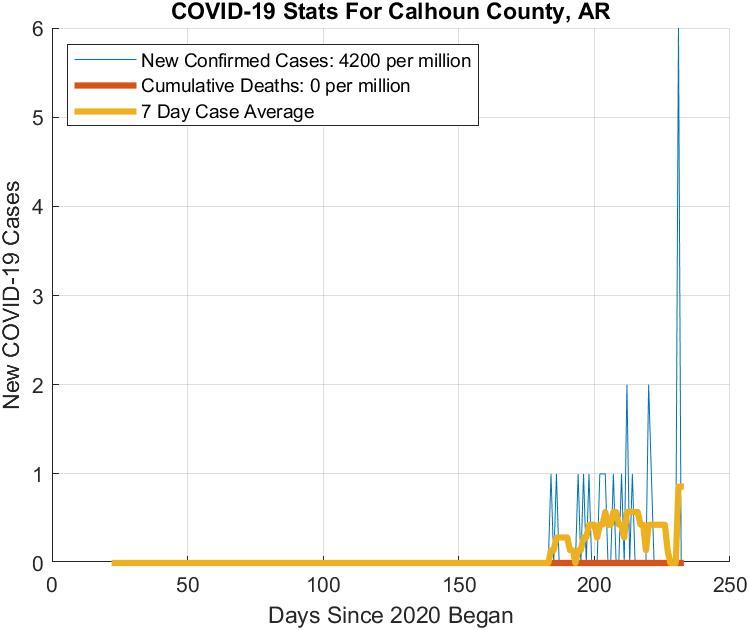 COVID-19 Stats For Calhoun County, AR
New Confirmed Cases: 4200 per million
Cumulative Deaths: 0 per million
7 Day Case Average
New COVID-19 Cases
6
5
4
3
2
1
0
0 50 100 150 200 250
Days Since 2020 Began